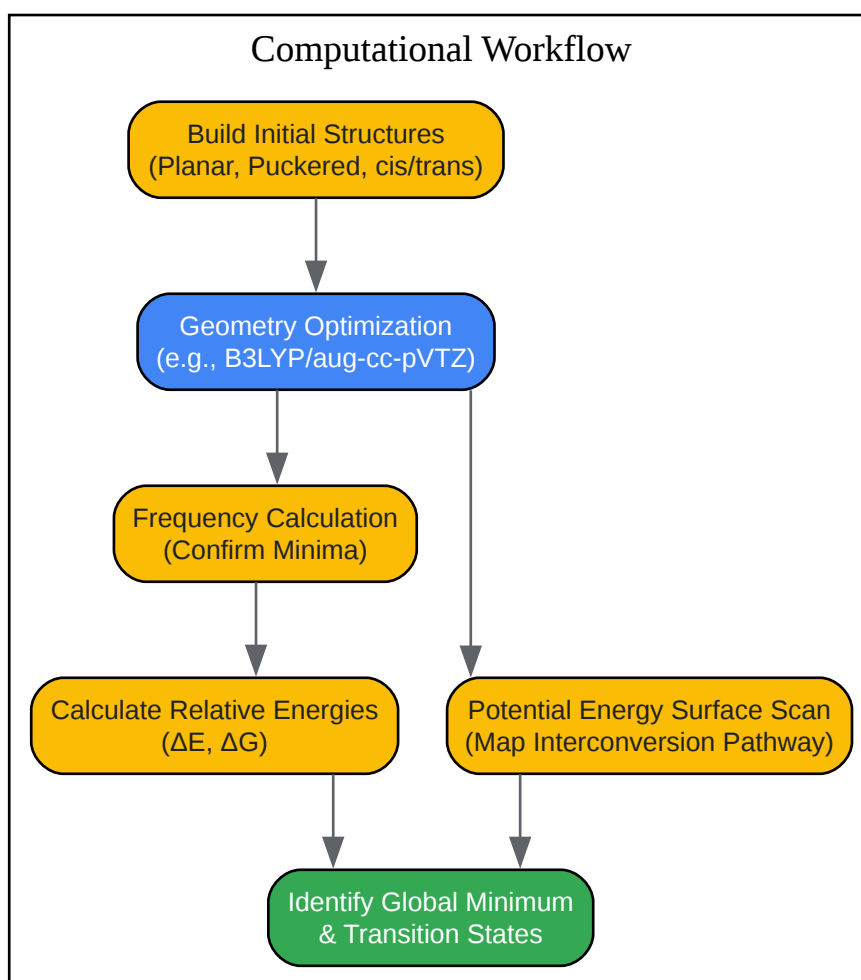 Computational Workflow
Build Initial Structures
(Planar, Puckered, cis/trans)
Geometry Optimization
(e.g., B3LYP/aug-cc-pVTZ)
Frequency Calculation
(Confirm Minima)
Calculate Relative Energies
(ΔE, ΔG)
Potential Energy Surface Scan
(Map Interconversion Pathway)
Identify Global Minimum
& Transition States